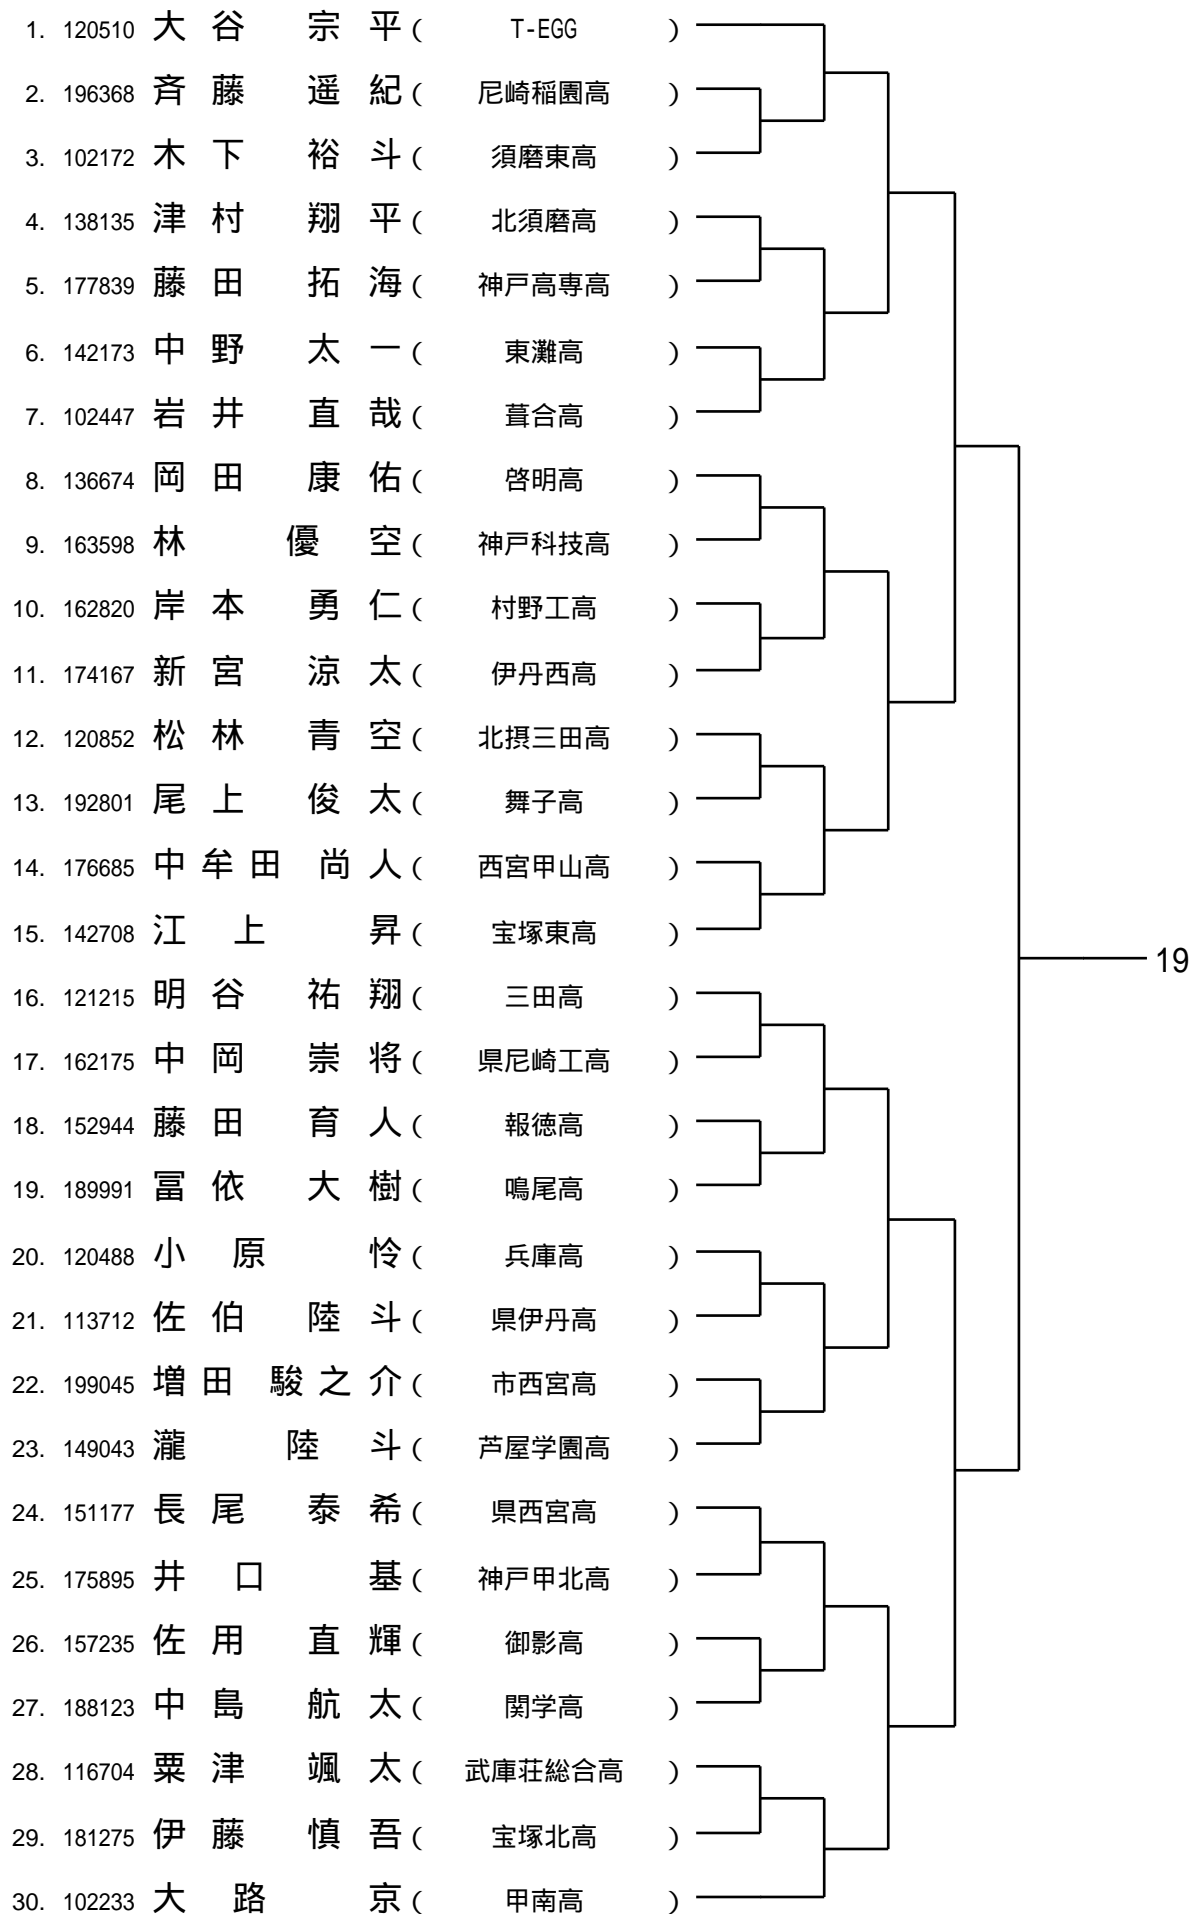 1. 120510 大谷 宗平 ( T-EGG )
2. 196368 斉藤 遥紀 ( 尼崎稲園高 )
3. 102172 木下 裕斗 ( 須磨東高 )
4. 138135 津村 翔平 ( 北須磨高 )
5. 177839 藤田 拓海 ( 神戸高専高 )
6. 142173 中野 太一 ( 東灘高 )
7. 102447 岩井 直哉 ( 葺合高 )
8. 136674 岡田 康佑 ( 啓明高 )
9. 163598 林 優空 ( 神戸科技高 )
10. 162820 岸本 勇仁 ( 村野工高 )
11. 174167 新宮 涼太 ( 伊丹西高 )
12. 120852 松林 青空 ( 北摂三田高 )
13. 192801 尾上 俊太 ( 舞子高 )
14. 176685 中牟田 尚人 ( 西宮甲山高 )
15. 142708 江上 昇 ( 宝塚東高 )
19
16. 121215 明谷 祐翔 ( 三田高 )
17. 162175 中岡 崇将 ( 県尼崎工高 )
18. 152944 藤田 育人 ( 報徳高 )
19. 189991 冨依 大樹 ( 鳴尾高 )
20. 120488 小原 怜 ( 兵庫高 )
21. 113712 佐伯 陸斗 ( 県伊丹高 )
22. 199045 増田 駿之介 ( 市西宮高 )
23. 149043 瀧 陸斗 ( 芦屋学園高 )
24. 151177 長尾 泰希 ( 県西宮高 )
25. 175895 井口 基 ( 神戸甲北高 )
26. 157235 佐用 直輝 ( 御影高 )
27. 188123 中島 航太 ( 関学高 )
28. 116704 粟津 颯太 ( 武庫荘総合高 )
29. 181275 伊藤 慎吾 ( 宝塚北高 )
30. 102233 大路 京 ( 甲南高 )